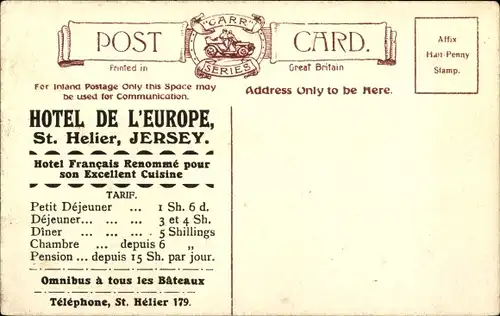 POST "CARR" SERIES CARD.
Printed in Great Britain
Affix
Half-Penny
Stamp.
For Inland Postage Only this Space may
be used for Communication.
Address Only to be Here.
HOTEL DE L'EUROPE,
St. Helier, JERSEY.
Hotel Français Renommé pour
son Excellent Cuisine
TARIF.
Petit Déjeuner ... 1 Sh. 6 d.
Déjeuner... ... ... 3 et 4 Sh.
Dîner ... ... ... . 5 Shillings
Chambre ... depuis 6 „
Pension ... depuis 15 Sh. par jour.
Omnibus à tous les Bâteaux
Téléphone, St. Hélier 179.